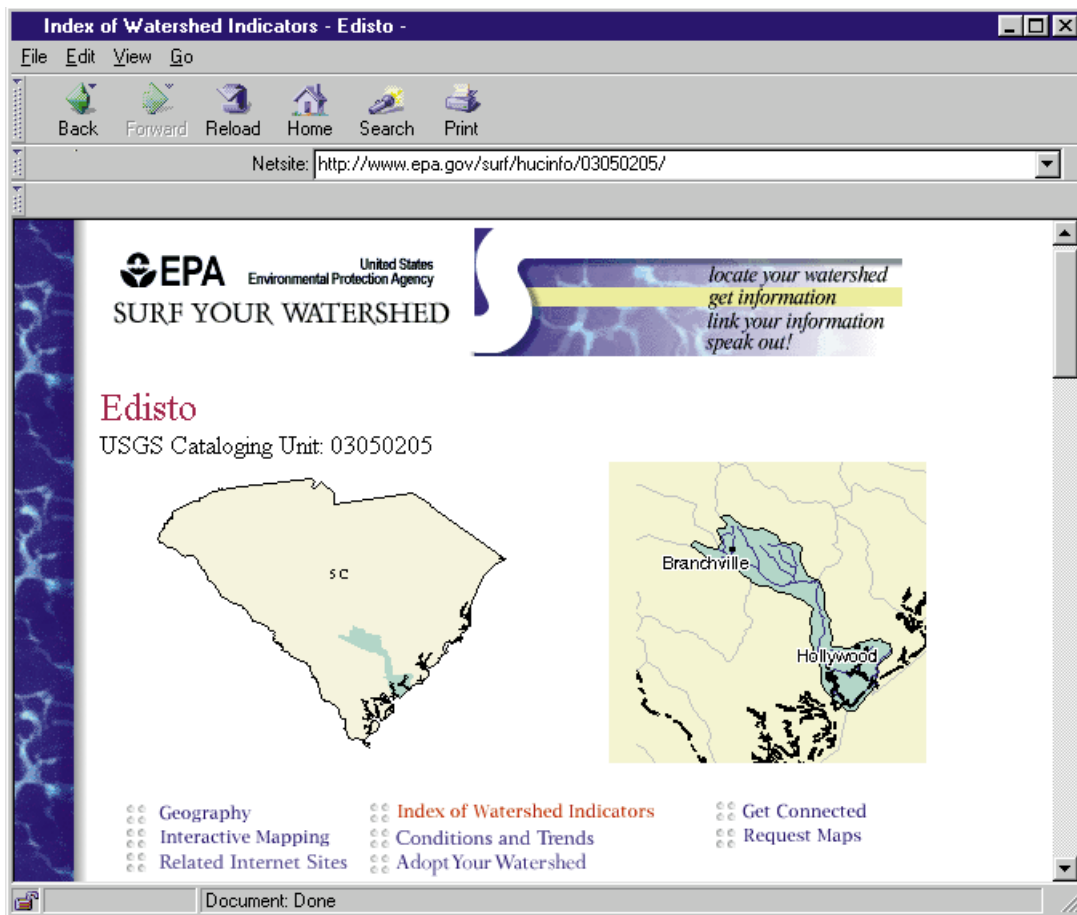 Index of Watershed Indicators - Edisto -
File Edit View Go
Back Forward Reload Home Search Print
Netsite: http://www.epa.gov/surf/hucinfo/03050205/
EPA United States
Environmental Protection Agency
SURF YOUR WATERSHED
locate your watershed
get information
link your information
speak out!
Edisto
USGS Cataloging Unit: 03050205
SC
Branchville
Hollywood
Geography Index of Watershed Indicators Get Connected
Interactive Mapping Conditions and Trends Request Maps
Related Internet Sites Adopt Your Watershed
Document: Done